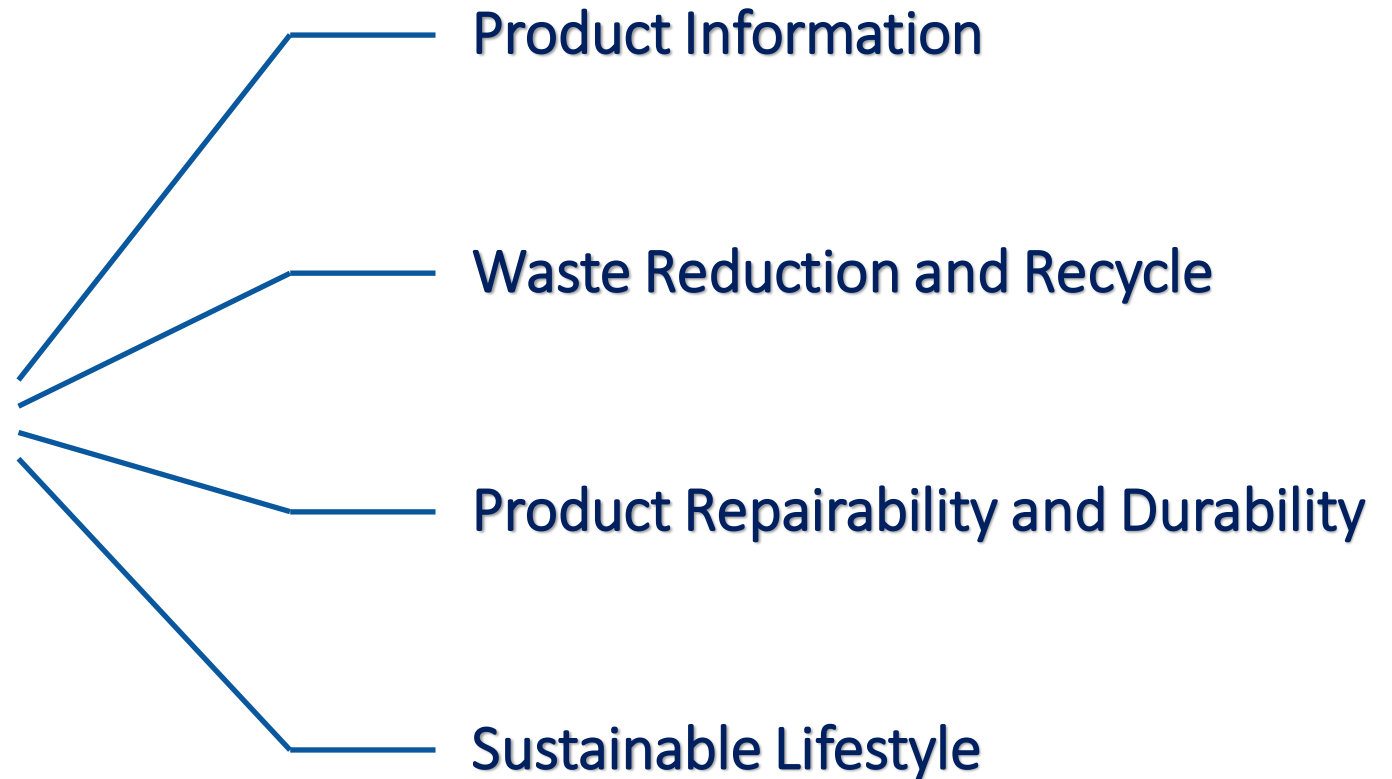 Product Information
Waste Reduction and Recycle
Product Repairability and Durability
Sustainable Lifestyle